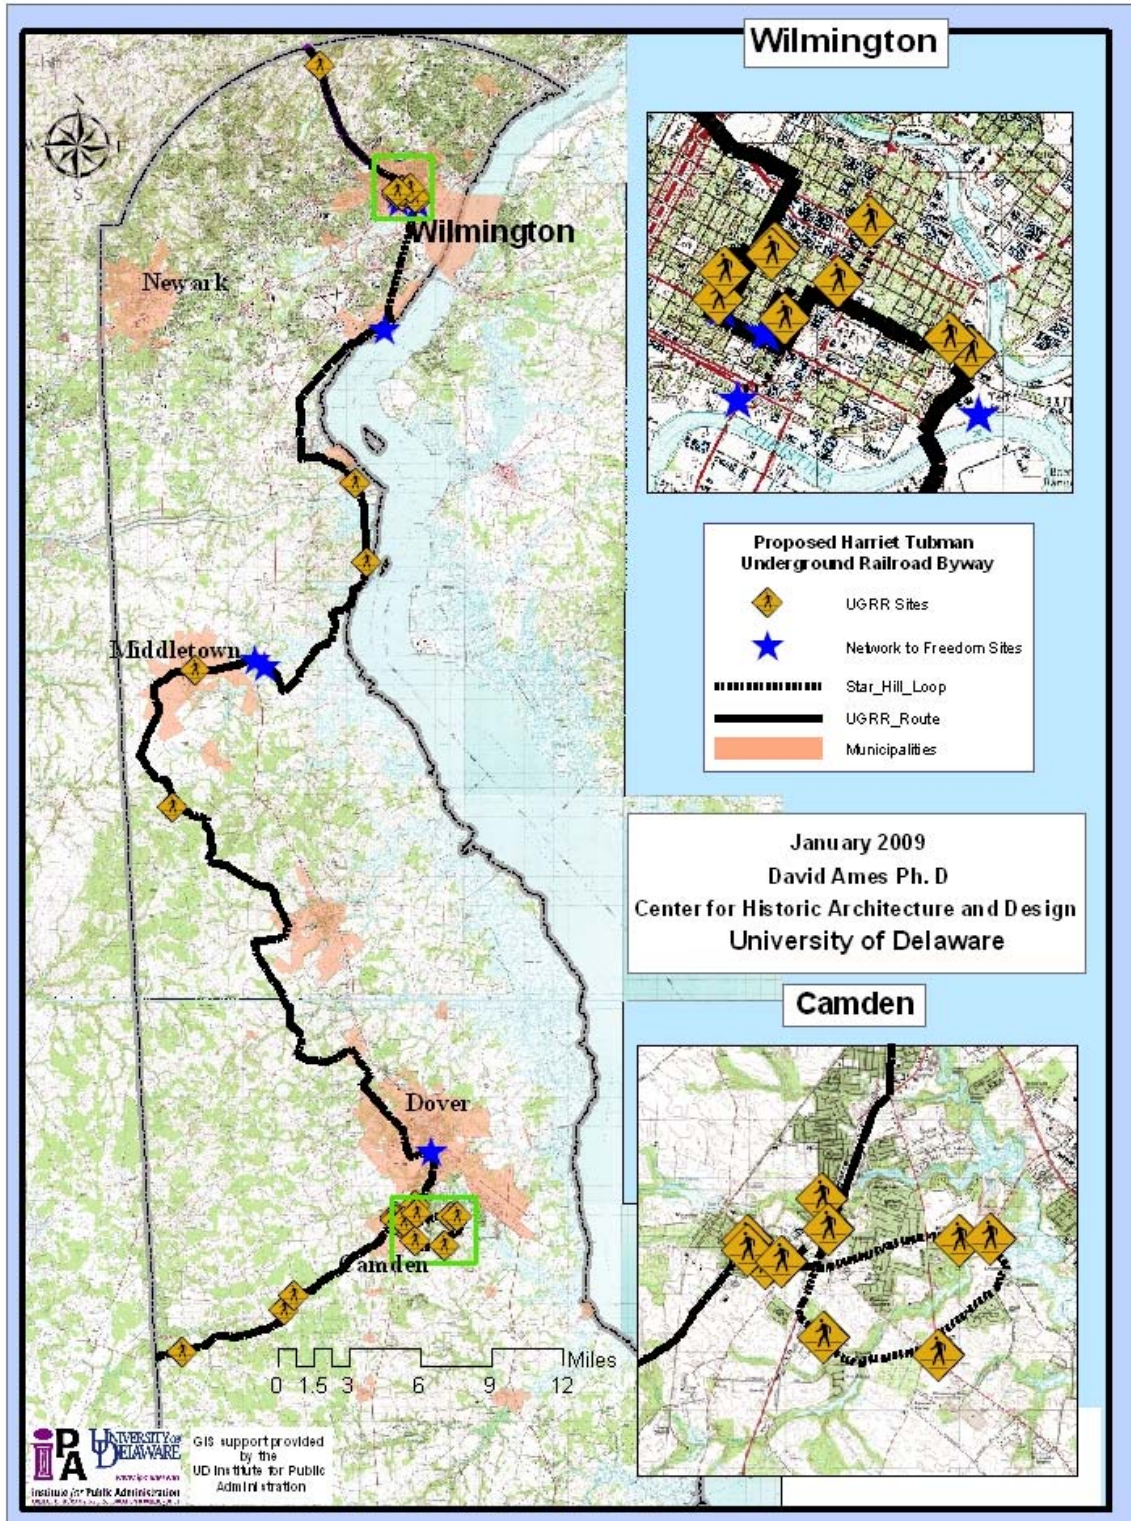 Wilmington
N
S
Wilmington
Newark
Middletown
Proposed Harriet Tubman
Underground Railroad Byway
UGRR Sites
Network to Freedom Sites
Star_Hill_Loop
UGRR_Route
Municipalities
January 2009
David Ames Ph. D
Center for Historic Architecture and Design
University of Delaware
Camden
Dover
Camden
Miles
0 1.5 3 6 9 12
iPA
UNIVERSITY OF
DELAWARE
Institute for Public Administration
GIS support provided
by the
UD Institute for Public
Administration